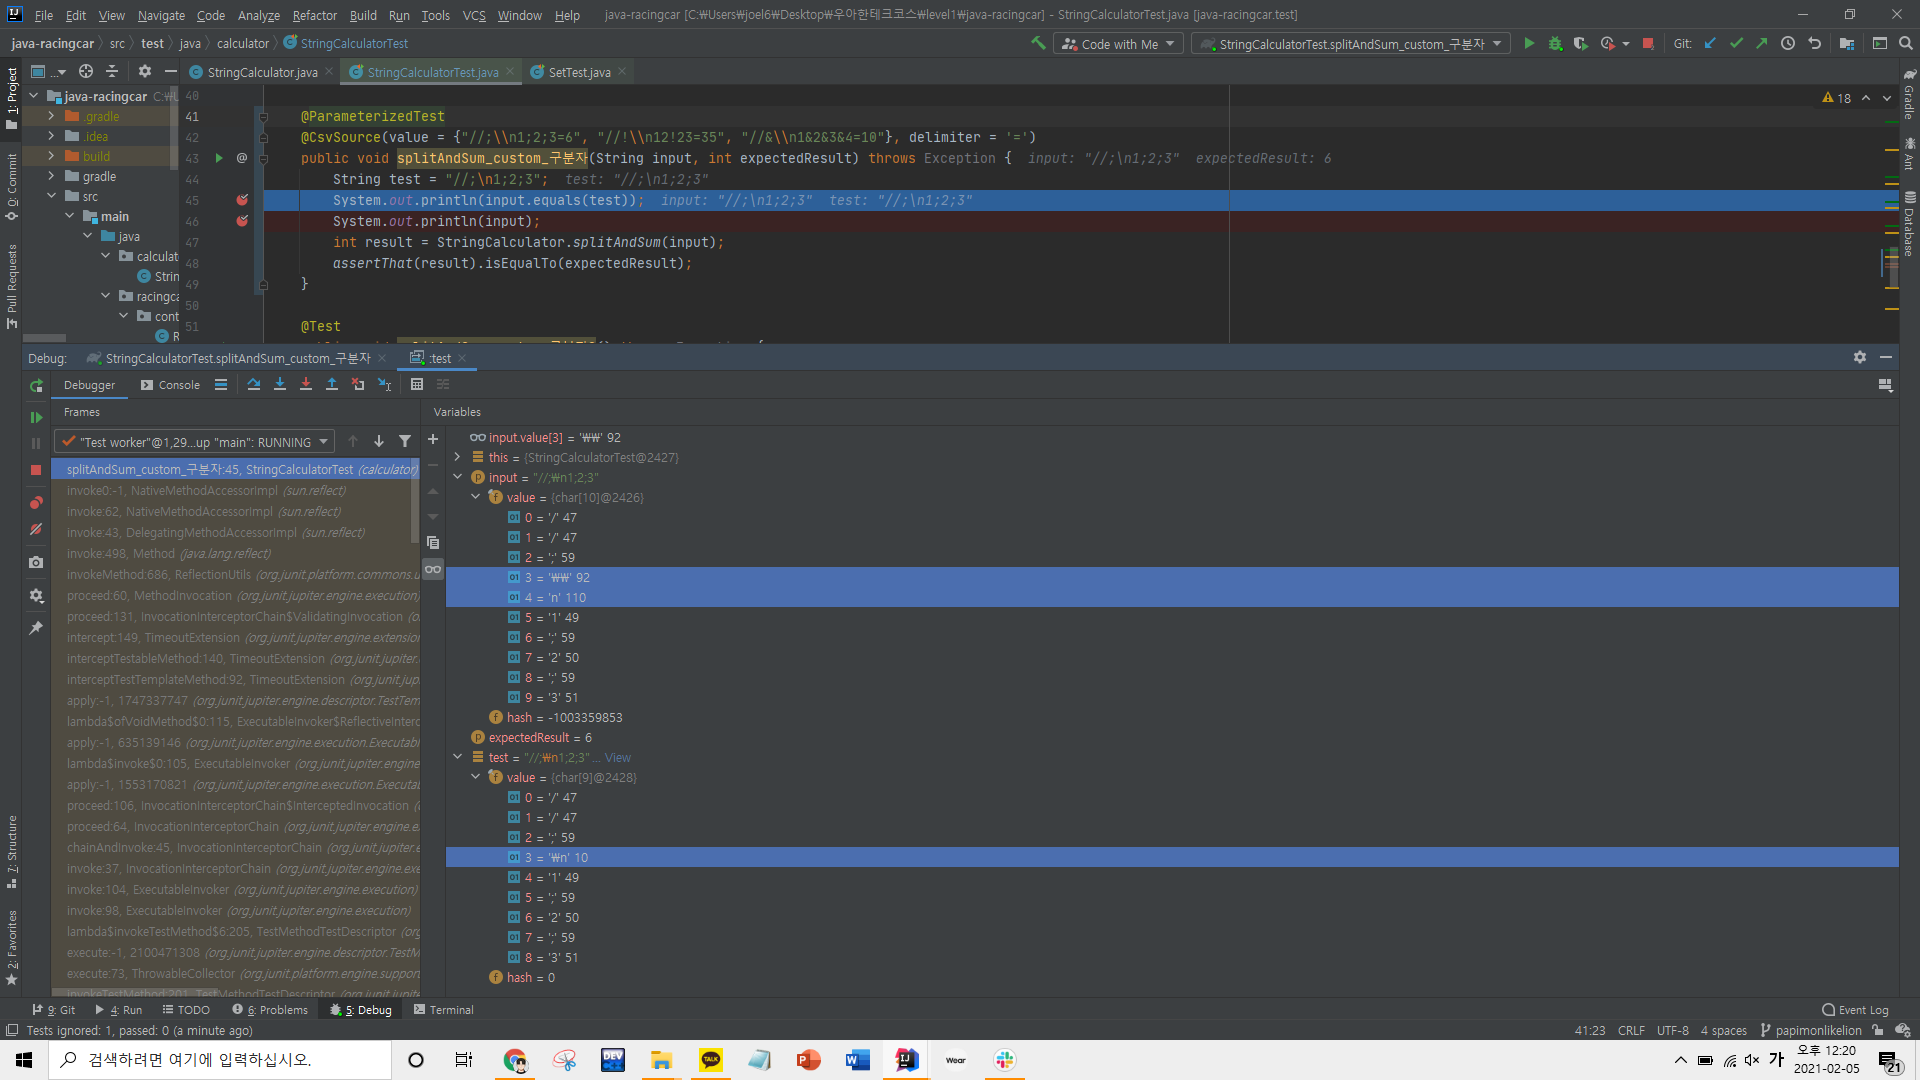 File Edit View Navigate Code Analyze Refactor Build Run Tools VCS Window Help java-racingcar [C:₩Users₩joel6₩Desktop₩우아한테크코스₩level1₩java-racingcar] - StringCalculatorTest.java [java-racingcar.test]
java-racingcar src test java calculator StringCalculatorTest
Code with Me StringCalculatorTest.splitAndSum_custom_구분자 Git:
StringCalculator.java StringCalculatorTest.java SetTest.java
1: Project
0: Commit
Pull Requests
7: Structure
2: Favorites
Gradle
Ant
Database
java-racingcar C:₩U
.gradle
.idea
build
gradle
src
main
java
calculat
Strin
racingca
cont
R
18
40
41 @ParameterizedTest
42 @CsvSource(value = {"//;\\n1;2;3=6", "//!\\n12!23=35", "//&\\n1&2&3&4=10"}, delimiter = '=')
43 @ public void splitAndSum_custom_구분자(String input, int expectedResult) throws Exception { input: "//;\n1;2;3" expectedResult: 6
44 String test = "//;\n1;2;3"; test: "//;\n1;2;3"
45 System.out.println(input.equals(test)); input: "//;\n1;2;3" test: "//;\n1;2;3"
46 System.out.println(input);
47 int result = StringCalculator.splitAndSum(input);
48 assertThat(result).isEqualTo(expectedResult);
49 }
50
51 @Test
Debug: StringCalculatorTest.splitAndSum_custom_구분자 :test
Debugger Console
Frames
"Test worker"@1,29...up "main": RUNNING
splitAndSum_custom_구분자:45, StringCalculatorTest (calculator)
invoke0:-1, NativeMethodAccessorImpl (sun.reflect)
invoke:62, NativeMethodAccessorImpl (sun.reflect)
invoke:43, DelegatingMethodAccessorImpl (sun.reflect)
invoke:498, Method (java.lang.reflect)
invokeMethod:686, ReflectionUtils (org.junit.platform.commons.u
proceed:60, MethodInvocation (org.junit.jupiter.engine.execution)
proceed:131, InvocationInterceptorChain$ValidatingInvocation (o
intercept:149, TimeoutExtension (org.junit.jupiter.engine.extension
interceptTestableMethod:140, TimeoutExtension (org.junit.jupiter.
interceptTestTemplateMethod:92, TimeoutExtension (org.junit.jup
apply:-1, 1747337747 (org.junit.jupiter.engine.descriptor.TestTem
lambda$ofVoidMethod$0:115, ExecutableInvoker$ReflectiveInterc
apply:-1, 635139146 (org.junit.jupiter.engine.execution.Executabl
lambda$invoke$0:105, ExecutableInvoker (org.junit.jupiter.engine
apply:-1, 1553170821 (org.junit.jupiter.engine.execution.Executa
proceed:106, InvocationInterceptorChain$InterceptedInvocation (
proceed:64, InvocationInterceptorChain (org.junit.jupiter.engine.e
chainAndInvoke:45, InvocationInterceptorChain (org.junit.jupiter.
invoke:37, InvocationInterceptorChain (org.junit.jupiter.engine.exe
invoke:104, ExecutableInvoker (org.junit.jupiter.engine.execution)
invoke:98, ExecutableInvoker (org.junit.jupiter.engine.execution)
lambda$invokeTestMethod$6:205, TestMethodTestDescriptor (org
execute:-1, 2100471308 (org.junit.jupiter.engine.descriptor.TestM
execute:73, ThrowableCollector (org.junit.platform.engine.support
invokeTestMethod:201, TestMethodTestDescriptor (org.junit.jupit
Variables
input.value[3] = '₩₩' 92
this = {StringCalculatorTest@2427}
input = "//;₩n1;2;3"
value = {char[10]@2426}
0 = '/' 47
1 = '/' 47
2 = ';' 59
3 = '₩₩' 92
4 = 'n' 110
5 = '1' 49
6 = ';' 59
7 = '2' 50
8 = ';' 59
9 = '3' 51
hash = -1003359853
expectedResult = 6
test = "//;₩n1;2;3"... View
value = {char[9]@2428}
0 = '/' 47
1 = '/' 47
2 = ';' 59
3 = '₩n' 10
4 = '1' 49
5 = ';' 59
6 = '2' 50
7 = ';' 59
8 = '3' 51
hash = 0
9: Git 4: Run TODO 6: Problems 5: Debug Terminal Event Log
Tests ignored: 1, passed: 0 (a minute ago) 41:23 CRLF UTF-8 4 spaces papimonlikelion
검색하려면 여기에 입력하십시오. DEV C++ TALK P W IJ Wear 가 오후 12:20
2021-02-05 21